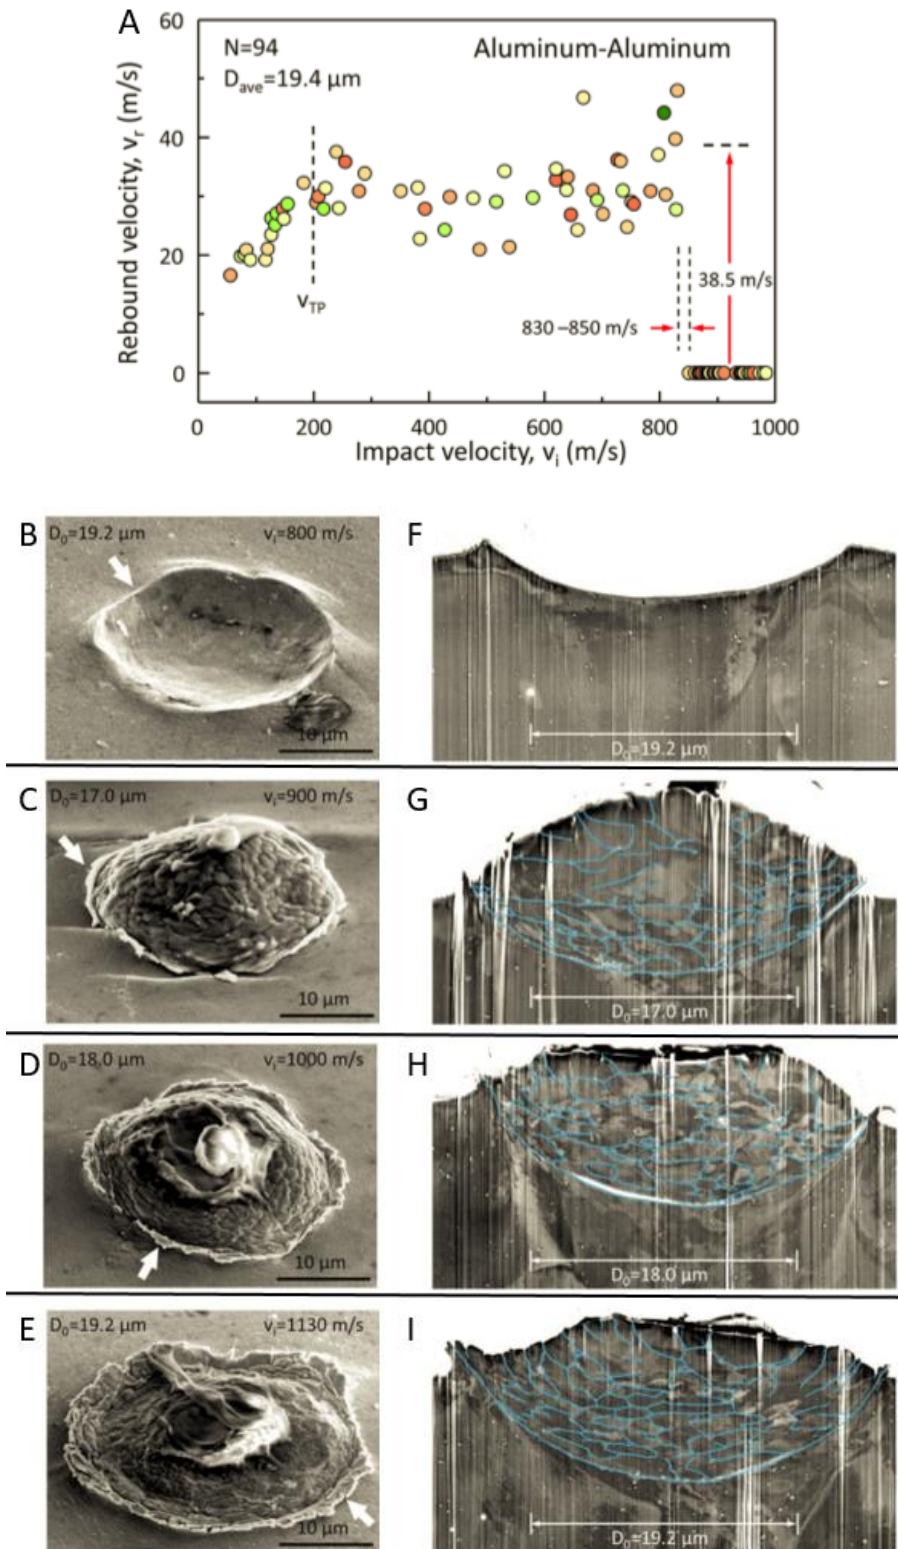 A
60
40
20
0
Rebound velocity, vᵣ (m/s)
N=94
D_ave=19.4 μm
Aluminum-Aluminum
v_TP
38.5 m/s
830 –850 m/s
0 200 400 600 800 1000
Impact velocity, vᵢ (m/s)
B
D₀=19.2 μm vᵢ=800 m/s
10 μm
F
D₀=19.2 μm
C
D₀=17.0 μm vᵢ=900 m/s
10 μm
G
D₀=17.0 μm
D
D₀=18.0 μm vᵢ=1000 m/s
10 μm
H
D₀=18.0 μm
E
D₀=19.2 μm vᵢ=1130 m/s
10 μm
I
D₀=19.2 μm